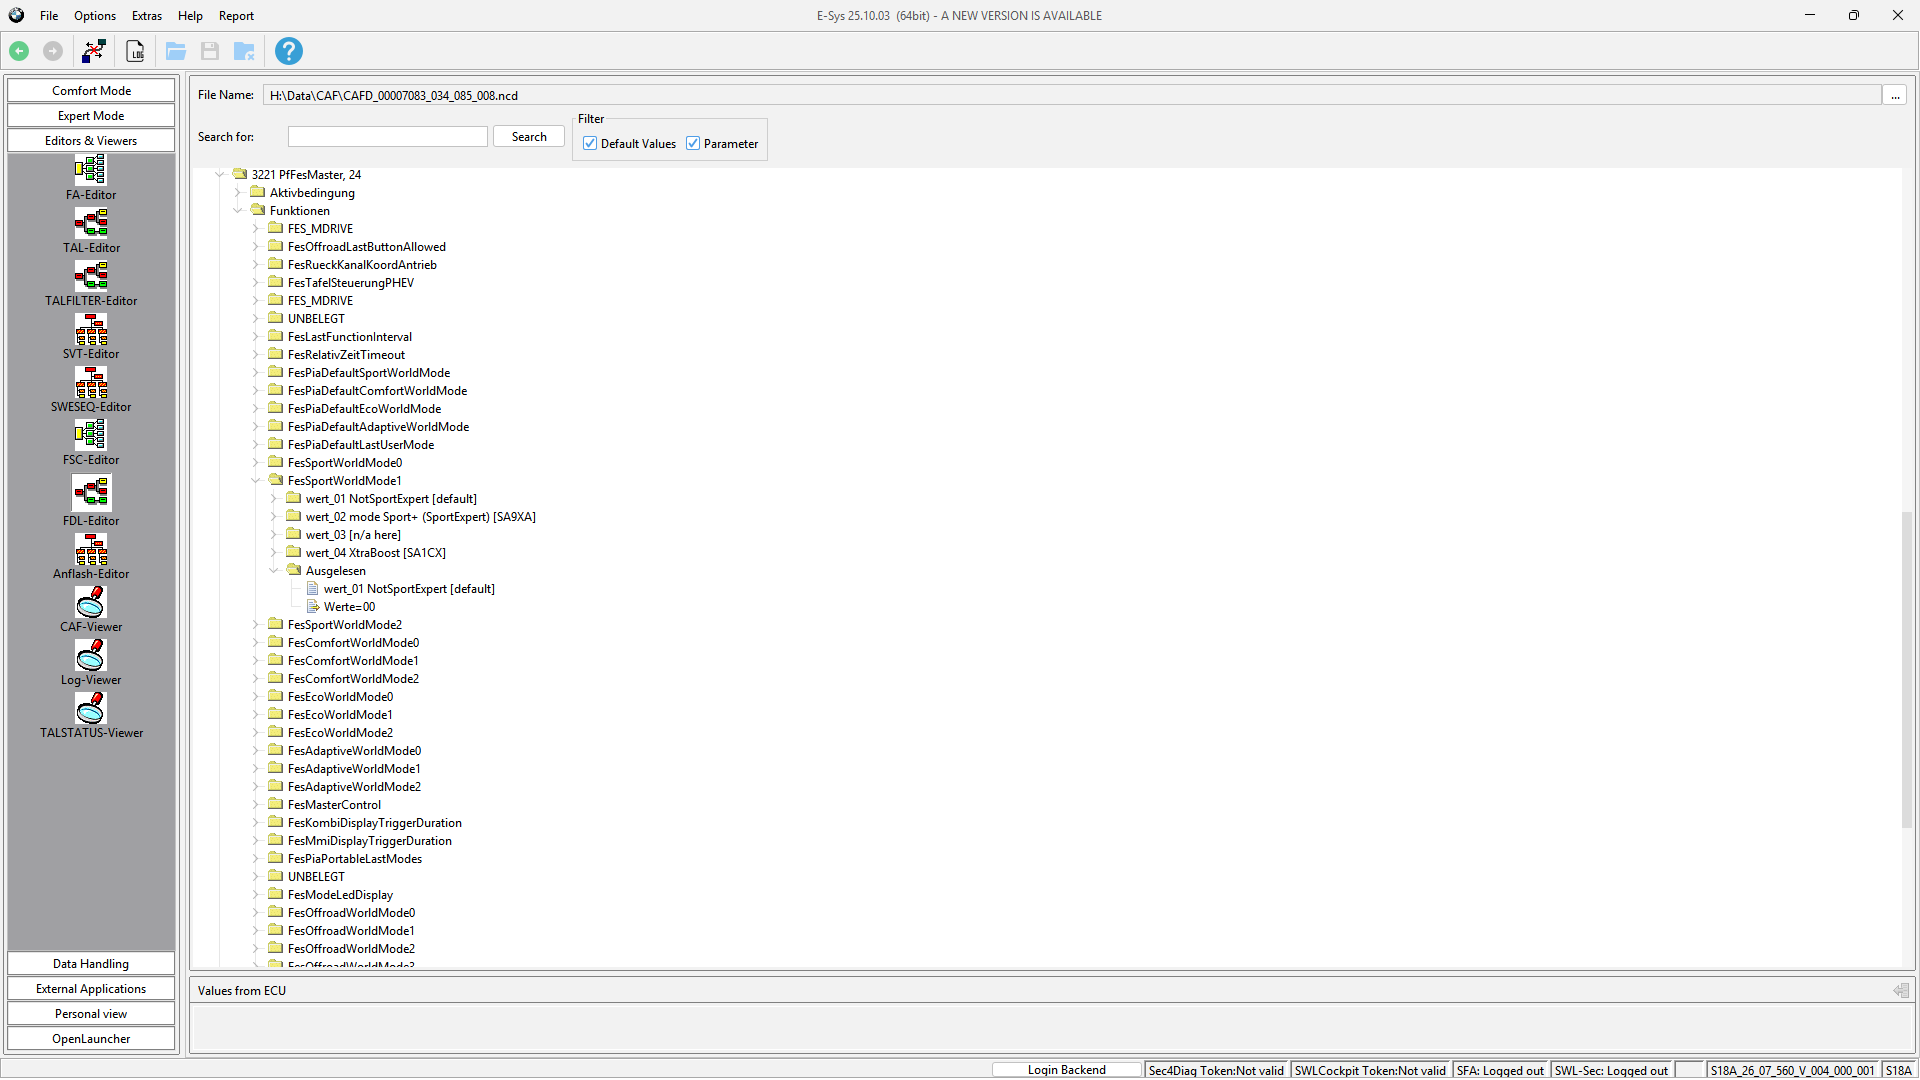 File Options Extras Help Report
E-Sys 25.10.03 (64bit) - A NEW VERSION IS AVAILABLE
LOG
?
Comfort Mode
Expert Mode
Editors & Viewers
FA-Editor
TAL-Editor
TALFILTER-Editor
SVT-Editor
SWESEQ-Editor
FSC-Editor
FDL-Editor
Anflash-Editor
CAF-Viewer
Log-Viewer
TALSTATUS-Viewer
Data Handling
External Applications
Personal view
OpenLauncher
File Name: H:\Data\CAF\CAFD_00007083_034_085_008.ncd ...
Search for: Search
Filter
Default Values Parameter
3221 PfFesMaster, 24
Aktivbedingung
Funktionen
FES_MDRIVE
FesOffroadLastButtonAllowed
FesRueckKanalKoordAntrieb
FesTafelSteuerungPHEV
FES_MDRIVE
UNBELEGT
FesLastFunctionInterval
FesRelativZeitTimeout
FesPiaDefaultSportWorldMode
FesPiaDefaultComfortWorldMode
FesPiaDefaultEcoWorldMode
FesPiaDefaultAdaptiveWorldMode
FesPiaDefaultLastUserMode
FesSportWorldMode0
FesSportWorldMode1
wert_01 NotSportExpert [default]
wert_02 mode Sport+ (SportExpert) [SA9XA]
wert_03 [n/a here]
wert_04 XtraBoost [SA1CX]
Ausgelesen
wert_01 NotSportExpert [default]
Werte=00
FesSportWorldMode2
FesComfortWorldMode0
FesComfortWorldMode1
FesComfortWorldMode2
FesEcoWorldMode0
FesEcoWorldMode1
FesEcoWorldMode2
FesAdaptiveWorldMode0
FesAdaptiveWorldMode1
FesAdaptiveWorldMode2
FesMasterControl
FesKombiDisplayTriggerDuration
FesMmiDisplayTriggerDuration
FesPiaPortableLastModes
UNBELEGT
FesModeLedDisplay
FesOffroadWorldMode0
FesOffroadWorldMode1
FesOffroadWorldMode2
FesOffroadWorldMode3
Values from ECU
Login Backend Sec4Diag Token:Not valid SWLCockpit Token:Not valid SFA: Logged out SWL-Sec: Logged out S18A_26_07_560_V_004_000_001 S18A